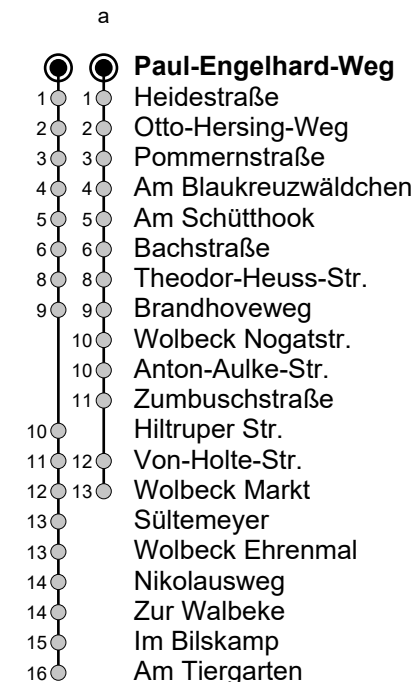 a
Paul-Engelhard-Weg
1 1 Heidestraße
2 2 Otto-Hersing-Weg
3 3 Pommernstraße
4 4 Am Blaukreuzwäldchen
5 5 Am Schütthook
6 6 Bachstraße
8 8 Theodor-Heuss-Str.
9 9 Brandhoveweg
10 Wolbeck Nogatstr.
10 Anton-Aulke-Str.
11 Zumbuschstraße
10 Hiltruper Str.
11 12 Von-Holte-Str.
12 13 Wolbeck Markt
13 Sültemeyer
13 Wolbeck Ehrenmal
14 Nikolausweg
14 Zur Walbeke
15 Im Bilskamp
16 Am Tiergarten